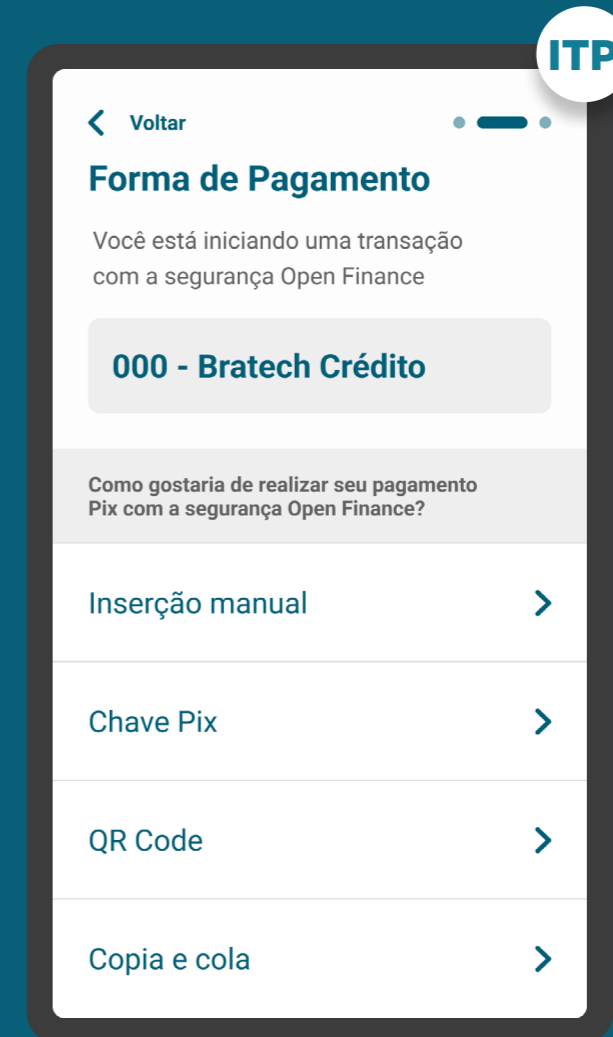 ITP
Voltar
Forma de Pagamento
Você está iniciando uma transação
com a segurança Open Finance
000 - Bratech Crédito
Como gostaria de realizar seu pagamento
Pix com a segurança Open Finance?
Inserção manual
Chave Pix
QR Code
Copia e cola